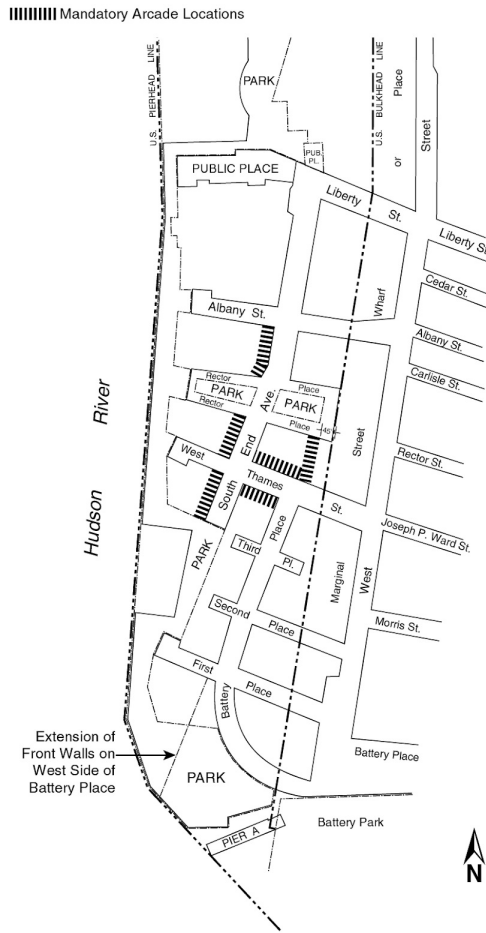 Mandatory Arcade Locations
U.S. PIERHEAD LINE
PARK
U.S. BULKHEAD LINE
Place
or
Street
PUB.
PL.
PUBLIC PLACE
Liberty
St.
Liberty St.
Cedar St.
Wharf
Albany St.
Albany St.
Carlisle St.
Rector
Place
PARK
Ave
PARK
Rector
Place
45'
Street
River
Hudson
End
West
Thames
St.
South
Rector St.
Joseph P. Ward St.
Place
PARK
Third
Pl.
Marginal
West
Second
Place
Morris St.
First
Place
Battery
Battery Place
Extension of
Front Walls on
West Side of
Battery Place
PARK
PIER A
Battery Park
N